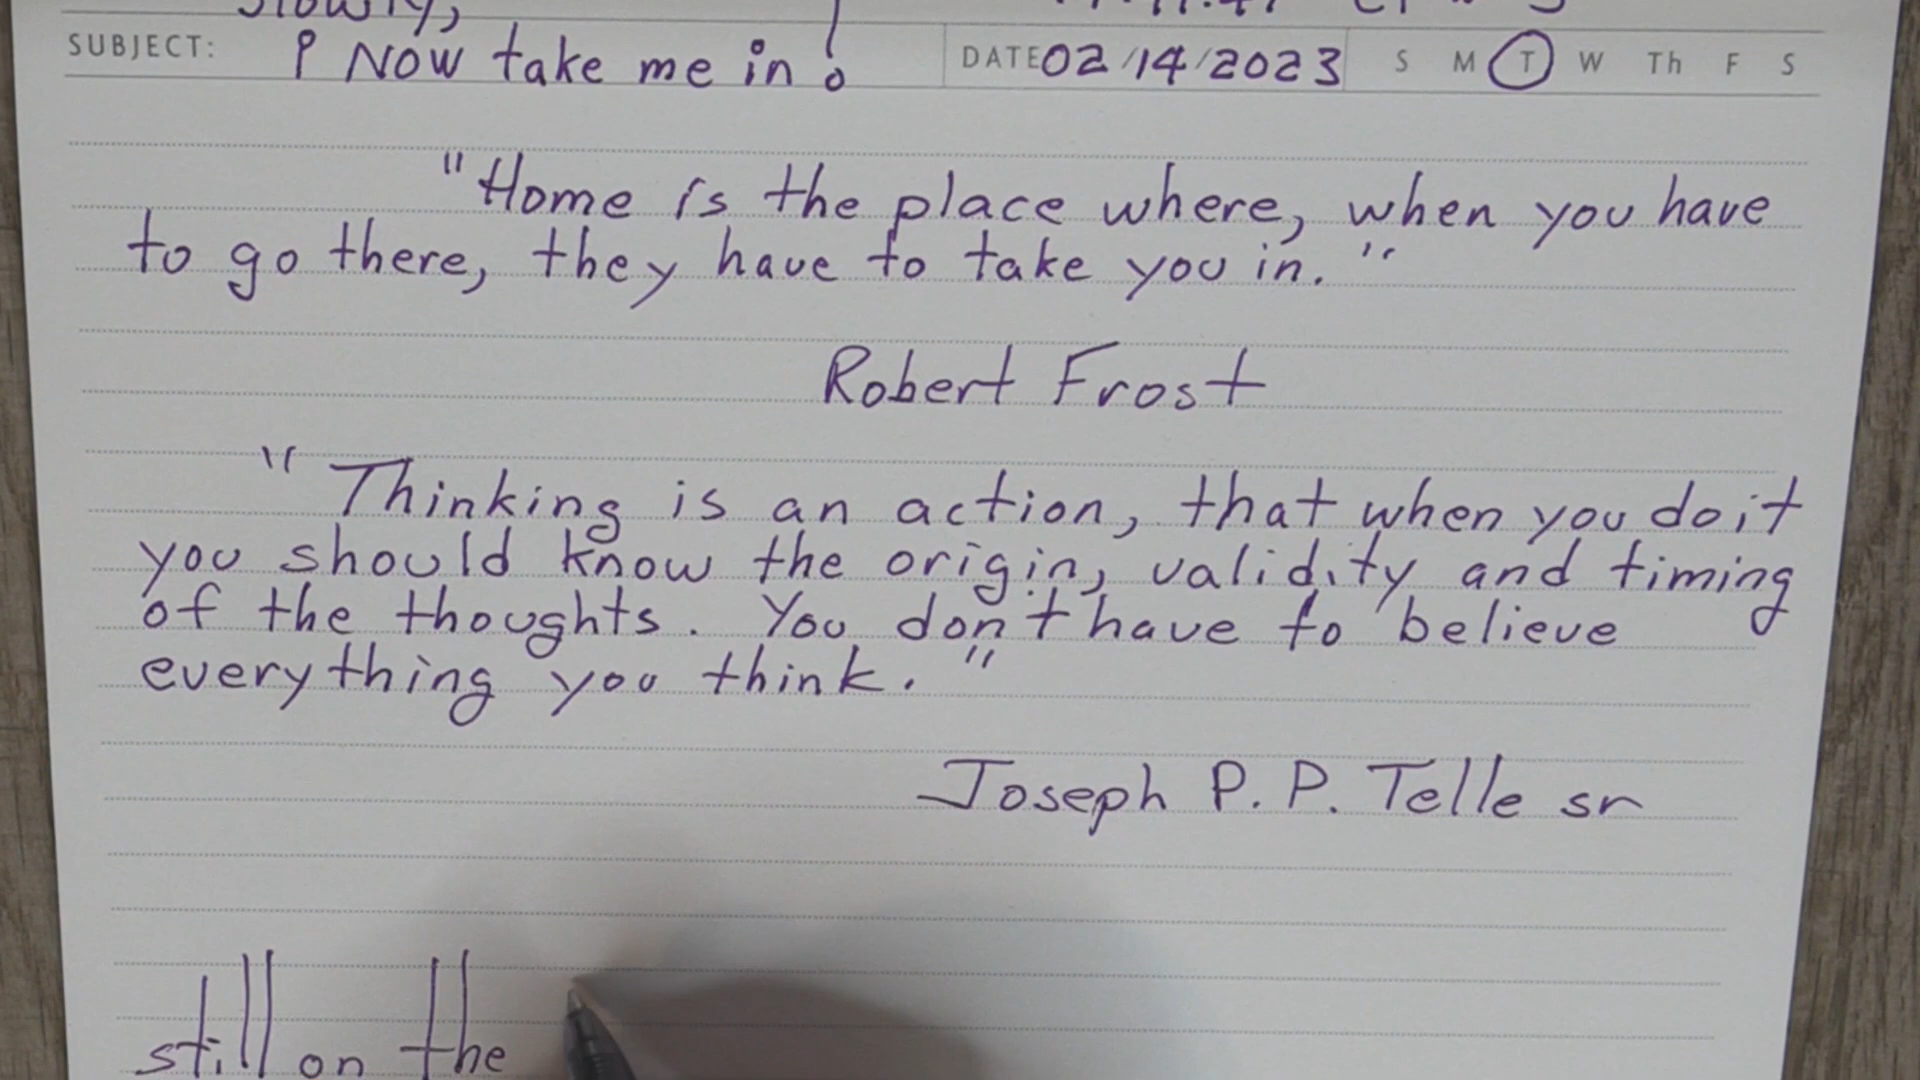 slowly,
SUBJECT: ? NOW take me in! DATE 02/14/2023 S M T W Th F S
"Home is the place where, when you have
to go there, they have to take you in."
Robert Frost
"Thinking is an action, that when you do it
you should know the origin, validity and timing
of the thoughts. You don't have to believe
everything you think."
Joseph P. P. Telle sr
still on the